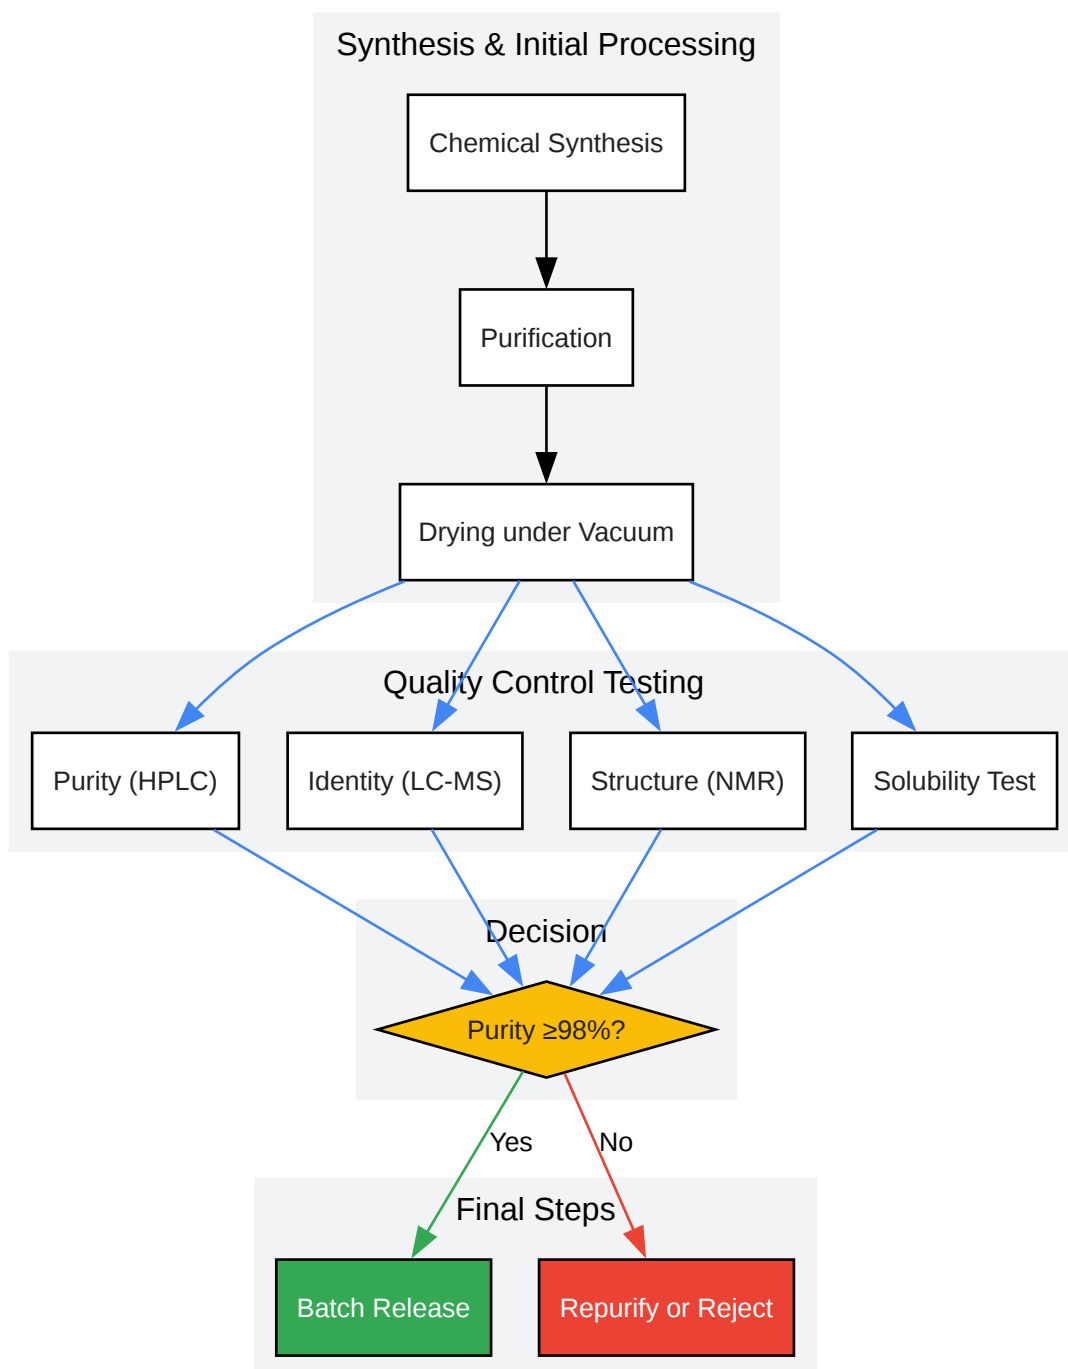 Synthesis & Initial Processing
Chemical Synthesis
Purification
Drying under Vacuum
Quality Control Testing
Purity (HPLC)
Identity (LC-MS)
Structure (NMR)
Solubility Test
Decision
Purity ≥98%?
Yes
No
Final Steps
Batch Release
Repurify or Reject